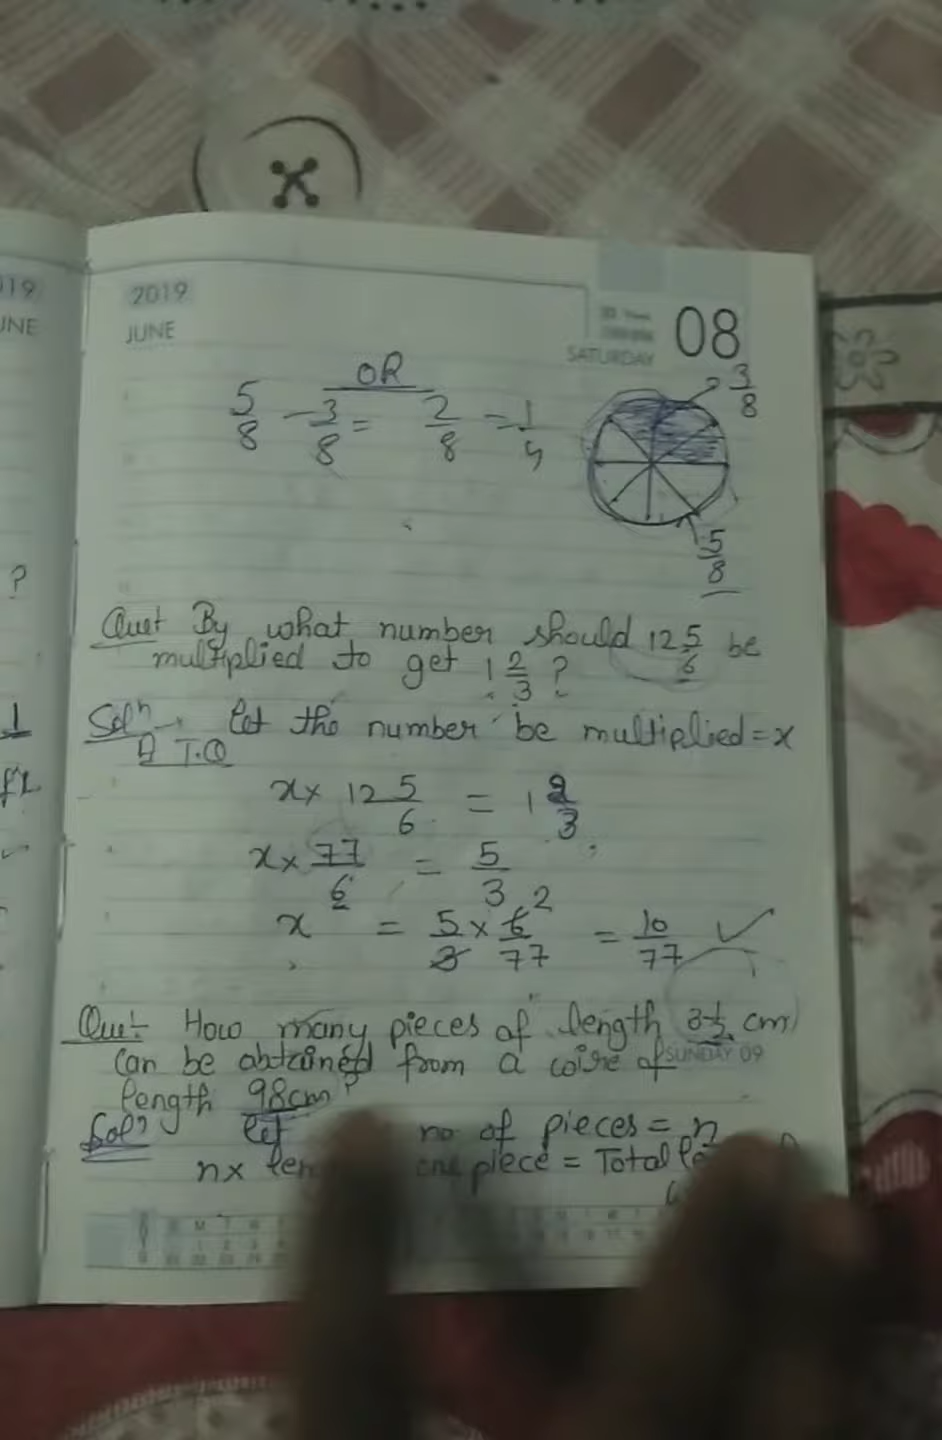 019
UNE
2019
JUNE
08
SATURDAY
OR
5/8 - 3/8 = 2/8 = 1/4
3/8
5/8
?
Quest By what number should 12 5/6 be
multiplied to get 1 2/3 ?
Solⁿ let the number be multiplied = x
A T.Q
x × 12 5/6 = 1 2/3
x × 77/6 = 5/3
x = 5/3 × 6/77 2 = 10/77 ✓
Que:- How many pieces of length 3 1/2 cm
SUNDAY 09
can be obtained from a wire of
length 98cm?
Solⁿ let no of pieces = n
n× one piece = Total